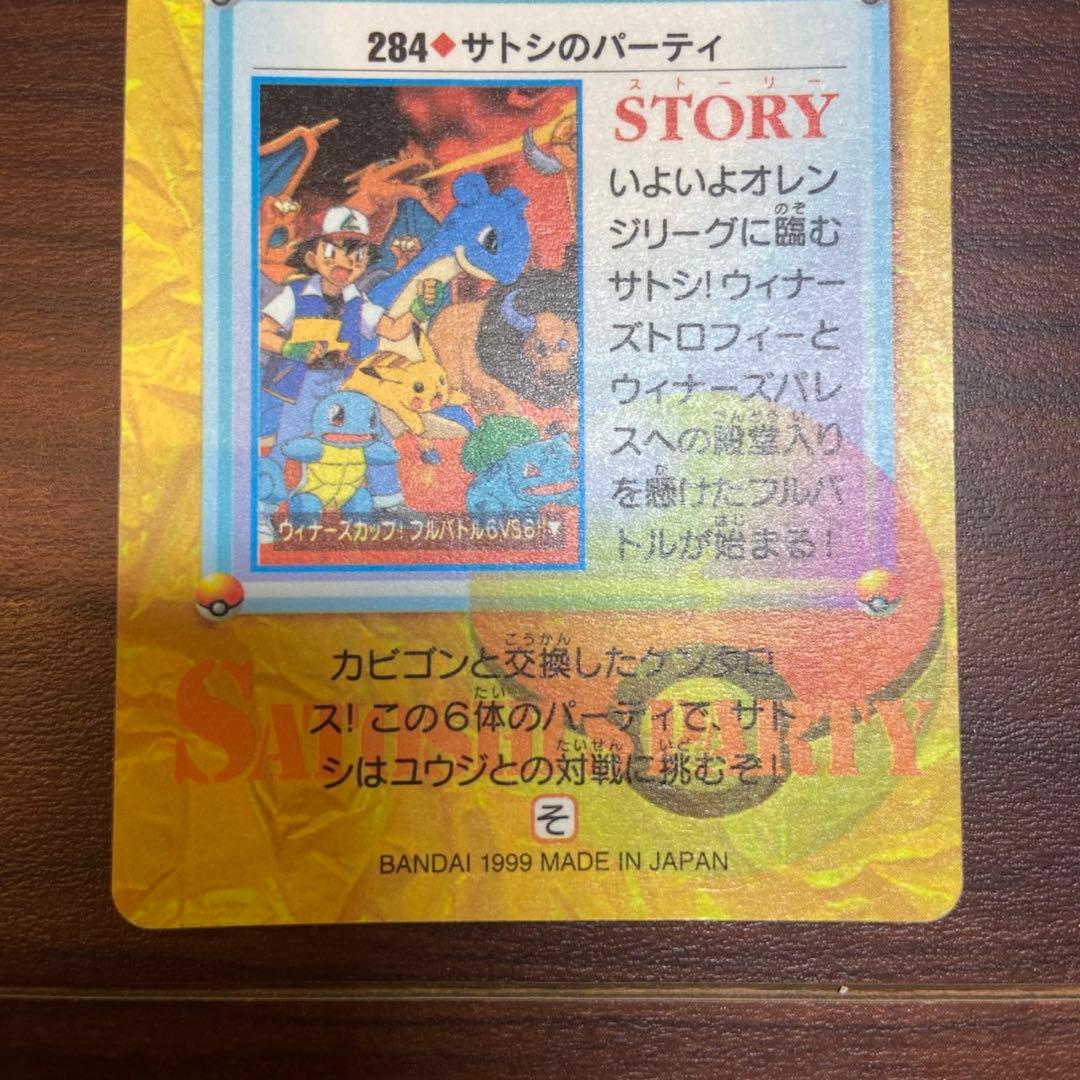 284◆サトシのパーティ
ストーリー
STORY
いよいよオレン
のぞ
ジリーグに臨む
サトシ!ウィナー
ズトロフィーと
ウィナーズパレ
スへの殿堂入り
か
を懸けたフルバ
はじ
トルが始まる!
ウィナーズカップ!フルバトル6VS6!!▼
こうかん
カビゴンと交換したケンタロ
たい
ス!この6体のパーティで、サト
たいせん いど
シはユウジとの対戦に挑むぞ!
PARTY
そ
BANDAI 1999 MADE IN JAPAN